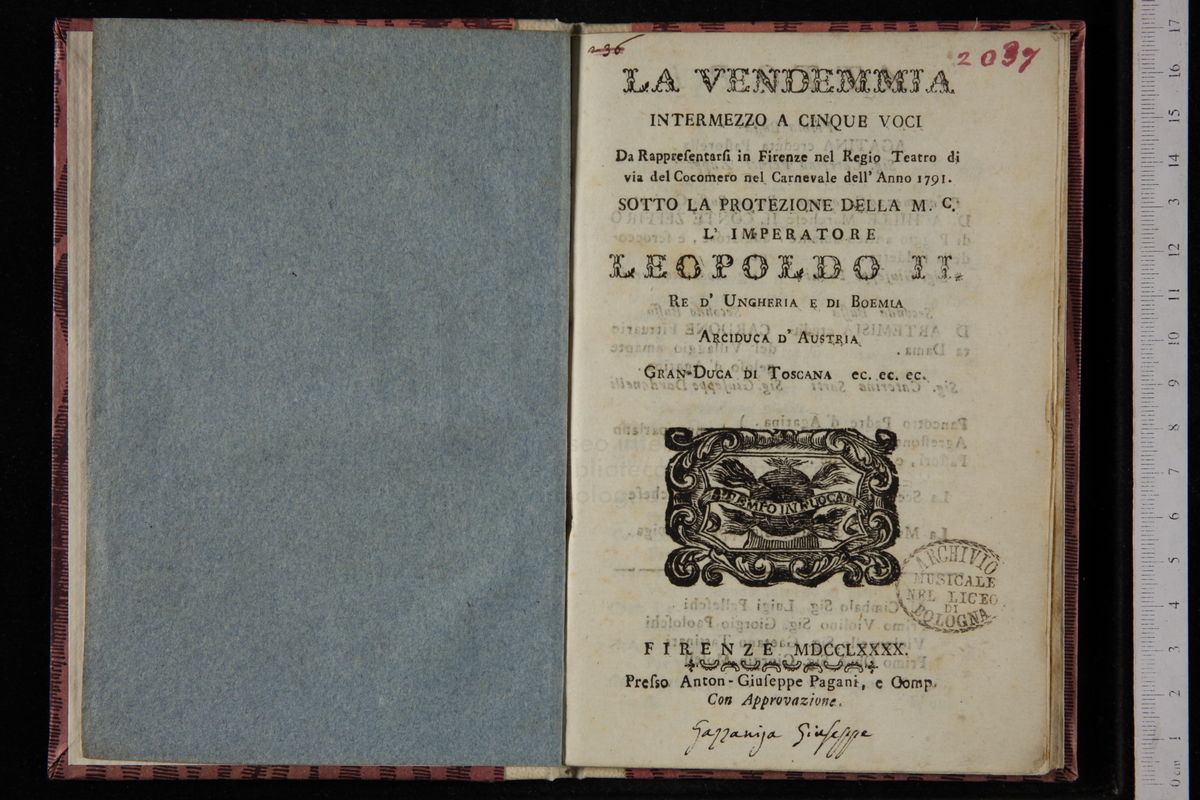 236
2037
LA VENDEMMIA
INTERMEZZO A CINQUE VOCI
Da Rappreſentarſi in Firenze nel Regio Teatro di
via del Cocomero nel Carnevale dell' Anno 1791.
SOTTO LA PROTEZIONE DELLA M. C.
L' IMPERATORE
LEOPOLDO II.
RE D' UNGHERIA E DI BOEMIA
ARCIDUCA D' AUSTRIA
GRAN-DUCA DI TOSCANA ec. ec. ec.
ARCHIVIO
MUSICALE
NEL LICEO
DI
BOLOGNA
FIRENZE MDCCLXXXX.
Preſſo Anton-Giuſeppe Pagani, e Comp.
Con Approvazione.
Gazzaniga Giuseppe